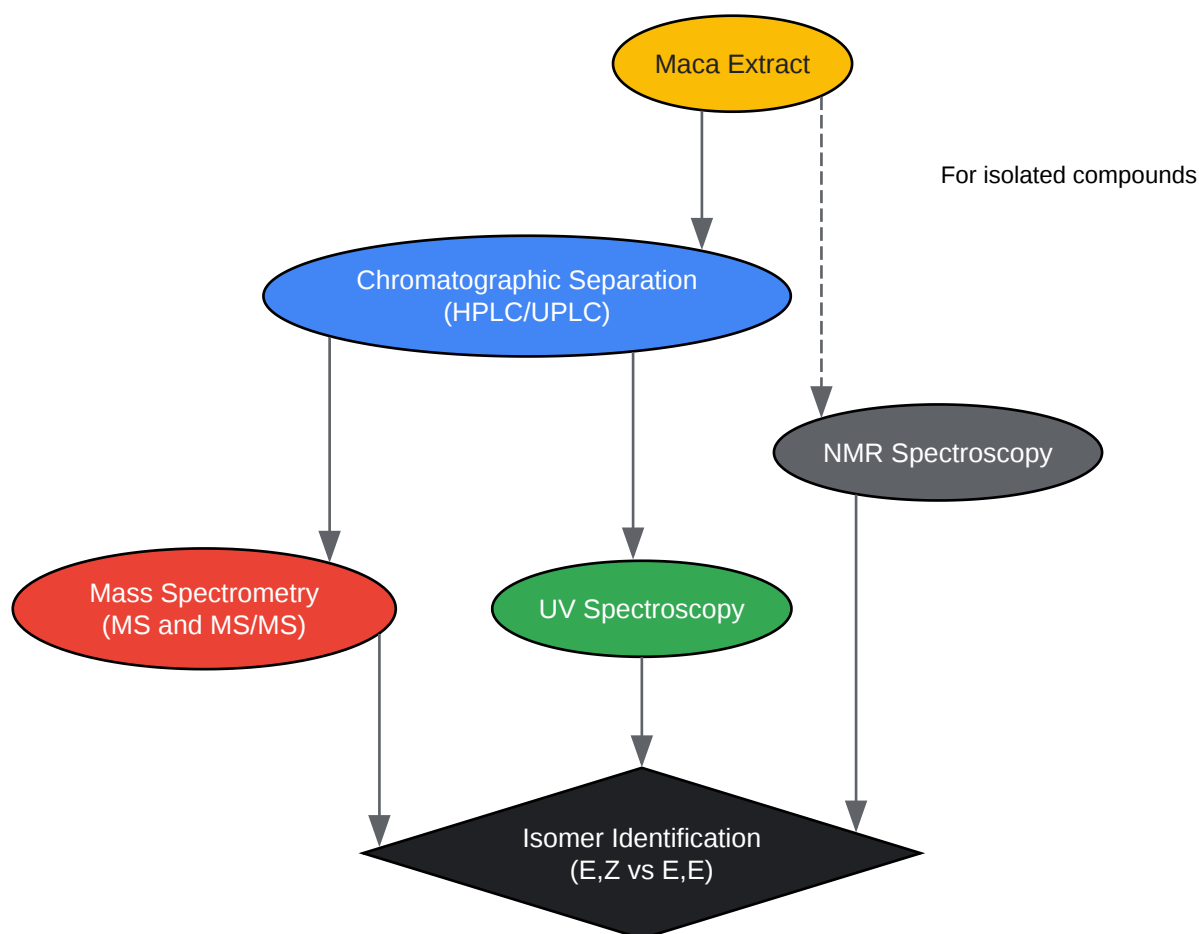 Maca Extract
For isolated compounds
Chromatographic Separation
(HPLC/UPLC)
NMR Spectroscopy
Mass Spectrometry
(MS and MS/MS)
UV Spectroscopy
Isomer Identification
(E,Z vs E,E)